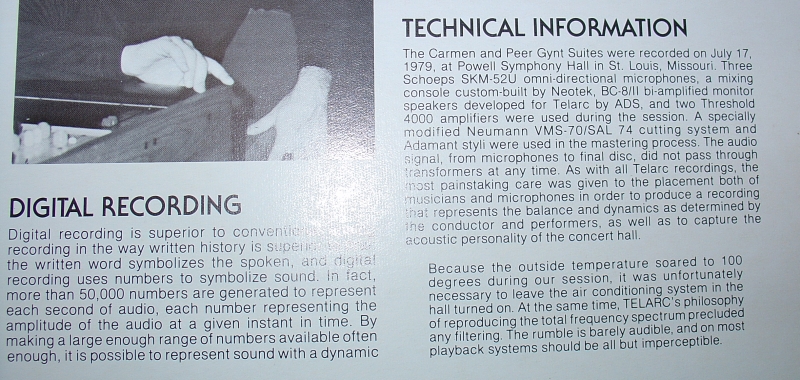 DIGITAL RECORDING
Digital recording is superior to
recording in the way written history is
the written word symbolizes the spoken, and digital
recording uses numbers to symbolize sound. In fact,
more than 50,000 numbers are generated to represent
each second of audio, each number representing the
amplitude of the audio at a given instant in time. By
making a large enough range of numbers available often
enough, it is possible to represent sound with a dynamic
TECHNICAL INFORMATION
The Carmen and Peer Gynt Suites were recorded on July 17,
1979, at Powell Symphony Hall in St. Louis, Missouri. Three
Schoeps SKM-52U omni-directional microphones, a mixing
console custom-built by Neotek, BC-8/II bi-amplified monitor
speakers developed for Telarc by ADS, and two Threshold
4000 amplifiers were used during the session. A specially
modified Neumann VMS-70/SAL 74 cutting system and
Adamant styli were used in the mastering process. The audio
signal, from microphones to final disc, did not pass through
transformers at any time. As with all Telarc recordings, the
most painstaking care was given to the placement both of
musicians and microphones in order to produce a recording
that represents the balance and dynamics as determined by
the conductor and performers, as well as to capture the
acoustic personality of the concert hall.
Because the outside temperature soared to 100
degrees during our session, it was unfortunately
necessary to leave the air conditioning system in the
hall turned on. At the same time, TELARC's philosophy
of reproducing the total frequency spectrum precluded
any filtering. The rumble is barely audible, and on most
playback systems should be all but imperceptible.